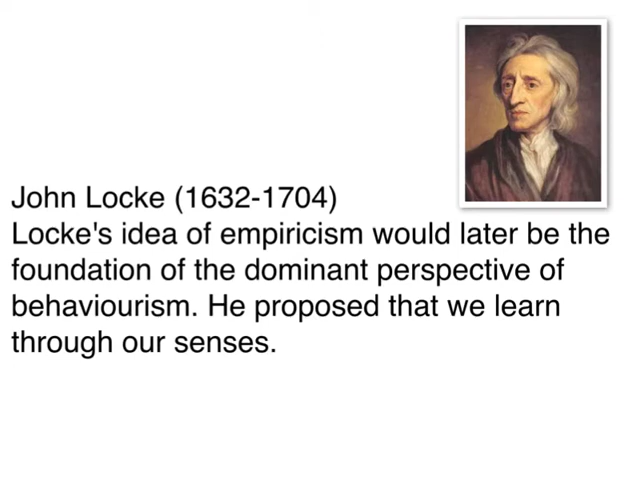 John Locke (1632-1704)
Locke's idea of empiricism would later be the
foundation of the dominant perspective of
behaviourism. He proposed that we learn
through our senses.